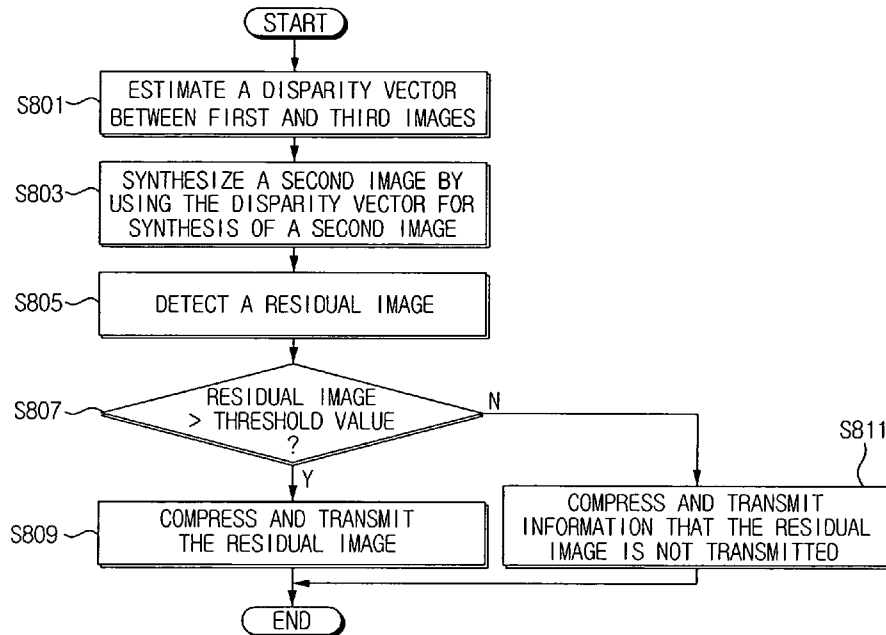 START
S801
ESTIMATE A DISPARITY VECTOR
BETWEEN FIRST AND THIRD IMAGES
S803
SYNTHESIZE A SECOND IMAGE BY
USING THE DISPARITY VECTOR FOR
SYNTHESIS OF A SECOND IMAGE
S805
DETECT A RESIDUAL IMAGE
S807
RESIDUAL IMAGE
> THRESHOLD VALUE
?
N
Y
S811
S809
COMPRESS AND TRANSMIT
THE RESIDUAL IMAGE
COMPRESS AND TRANSMIT
INFORMATION THAT THE RESIDUAL
IMAGE IS NOT TRANSMITTED
END